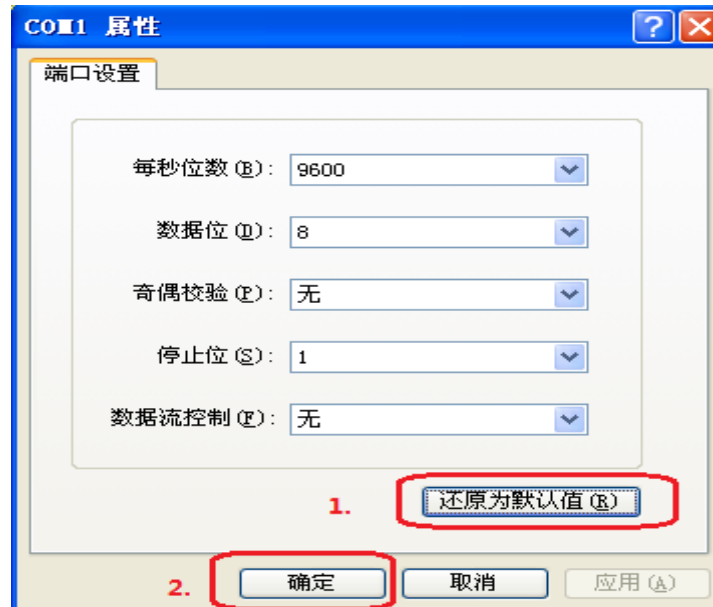 COM1 属性
端口设置
每秒位数(B): 9600
数据位(D): 8
奇偶校验(P): 无
停止位(S): 1
数据流控制(F): 无
1. 还原为默认值(R)
2. 确定 取消 应用(A)